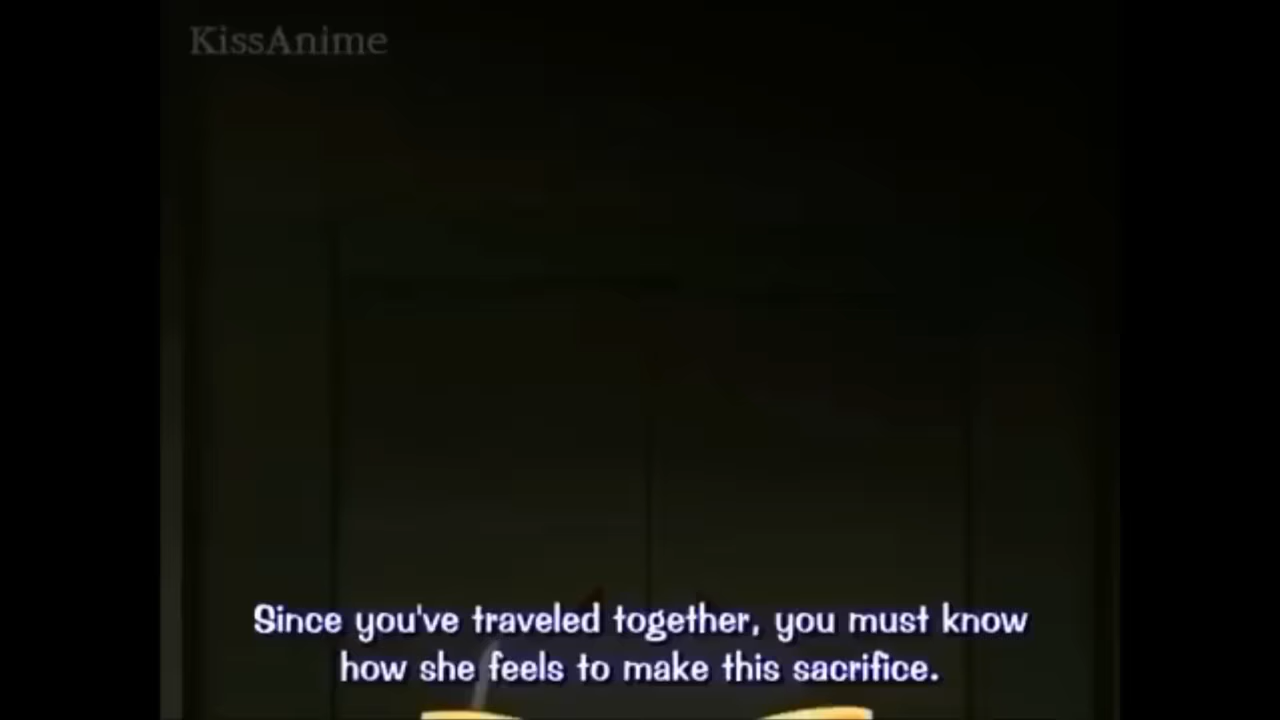 KissAnime
Since you've traveled together, you must know
how she feels to make this sacrifice.